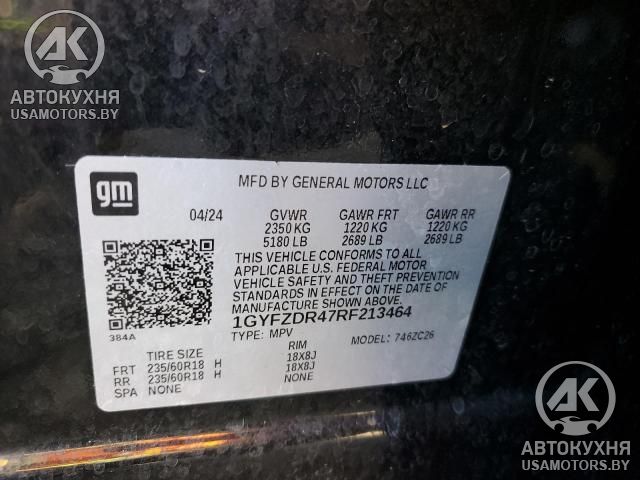 АК
АВТОКУХНЯ
USAMOTORS.BY
gm
MFD BY GENERAL MOTORS LLC
04/24 GVWR GAWR FRT GAWR RR
2350 KG 1220 KG 1220 KG
5180 LB 2689 LB 2689 LB
THIS VEHICLE CONFORMS TO ALL
APPLICABLE U.S. FEDERAL MOTOR
VEHICLE SAFETY AND THEFT PREVENTION
STANDARDS IN EFFECT ON THE DATE OF
MANUFACTURE SHOWN ABOVE.
384A
1GYFZDR47RF213464
TYPE: MPV MODEL: 746ZC26
TIRE SIZE RIM
FRT 235/60R18 H 18X8J
RR 235/60R18 H 18X8J
SPA NONE NONE
АК
АВТОКУХНЯ
USAMOTORS.BY